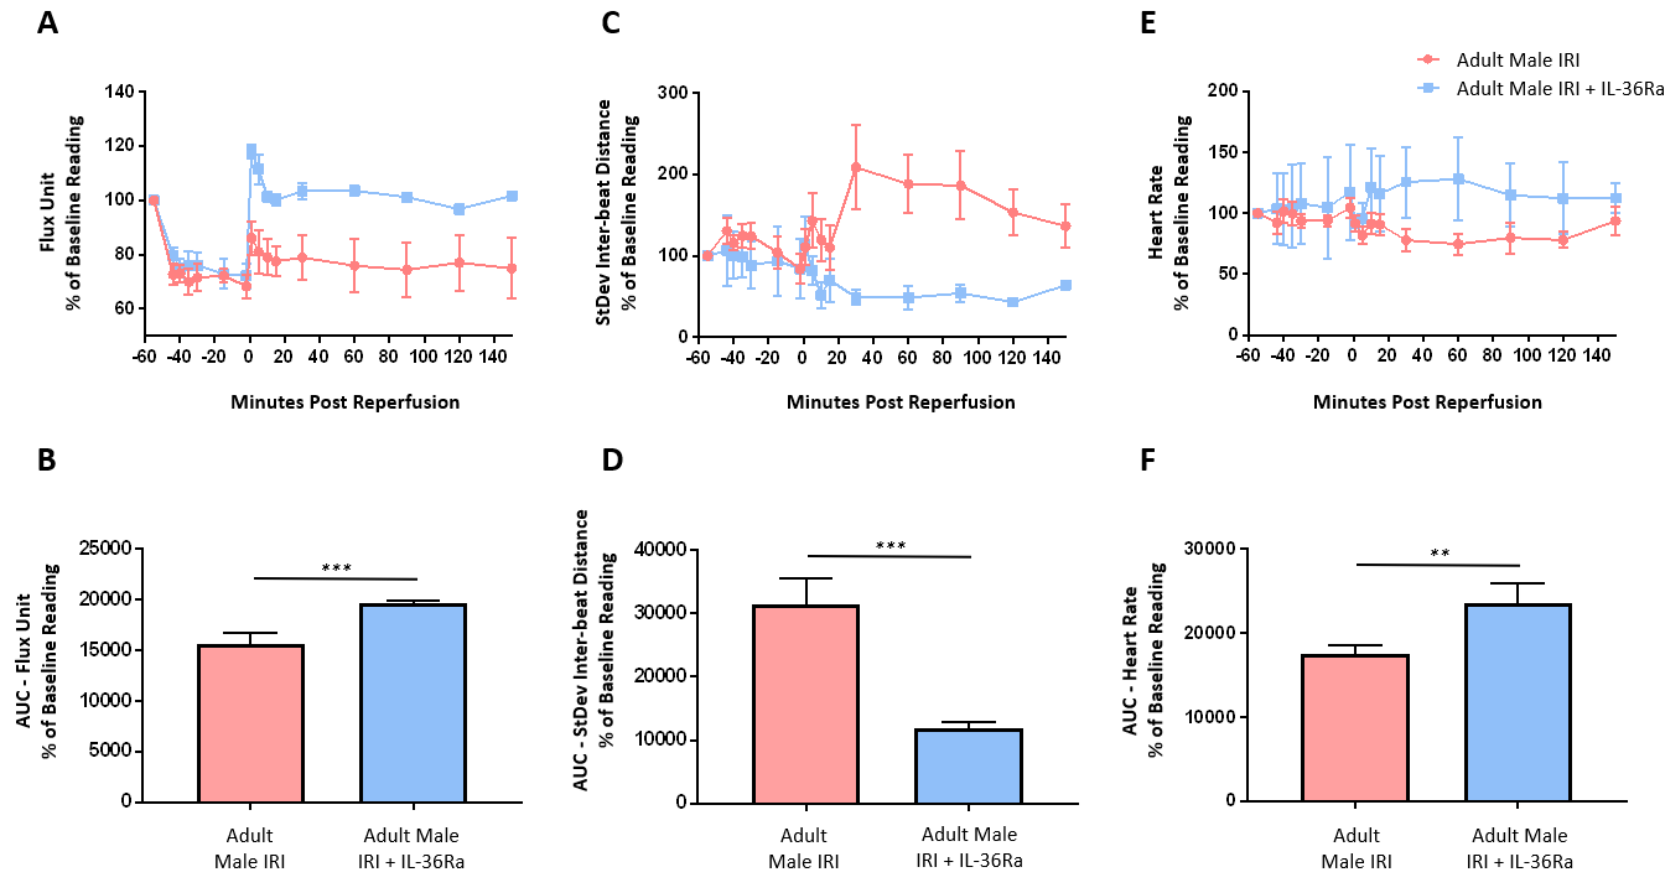 A
Flux Unit
% of Baseline Reading
140
120
100
80
60
-60 -40 -20 0 20 40 60 80 100 120 140
Minutes Post Reperfusion
C
StDev Inter-beat Distance
% of Baseline Reading
300
200
100
0
-60 -40 -20 0 20 40 60 80 100 120 140
Minutes Post Reperfusion
E
Adult Male IRI
Adult Male IRI + IL-36Ra
Heart Rate
% of Baseline Reading
200
150
100
50
0
-60 -40 -20 0 20 40 60 80 100 120 140
Minutes Post Reperfusion
B
AUC - Flux Unit
% of Baseline Reading
25000
20000
15000
10000
5000
0
***
Adult
Male IRI
Adult Male
IRI + IL-36Ra
D
AUC - StDev Inter-beat Distance
% of Baseline Reading
40000
30000
20000
10000
0
***
Adult
Male IRI
Adult Male
IRI + IL-36Ra
F
AUC - Heart Rate
% of Baseline Reading
30000
20000
10000
0
**
Adult
Male IRI
Adult Male
IRI + IL-36Ra